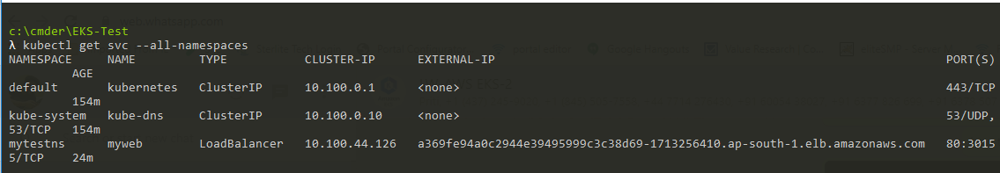 c:\cmder\EKS-Test
λ kubectl get svc --all-namespaces
NAMESPACE     NAME         TYPE           CLUSTER-IP      EXTERNAL-IP                                                                PORT(S)
         AGE
default       kubernetes   ClusterIP      10.100.0.1      <none>                                                                     443/TCP
         154m
kube-system   kube-dns     ClusterIP      10.100.0.10     <none>                                                                     53/UDP,
53/TCP   154m
mytestns      myweb        LoadBalancer   10.100.44.126   a369fe94a0c2944e39495999c3c38d69-1713256410.ap-south-1.elb.amazonaws.com   80:3015
5/TCP    24m